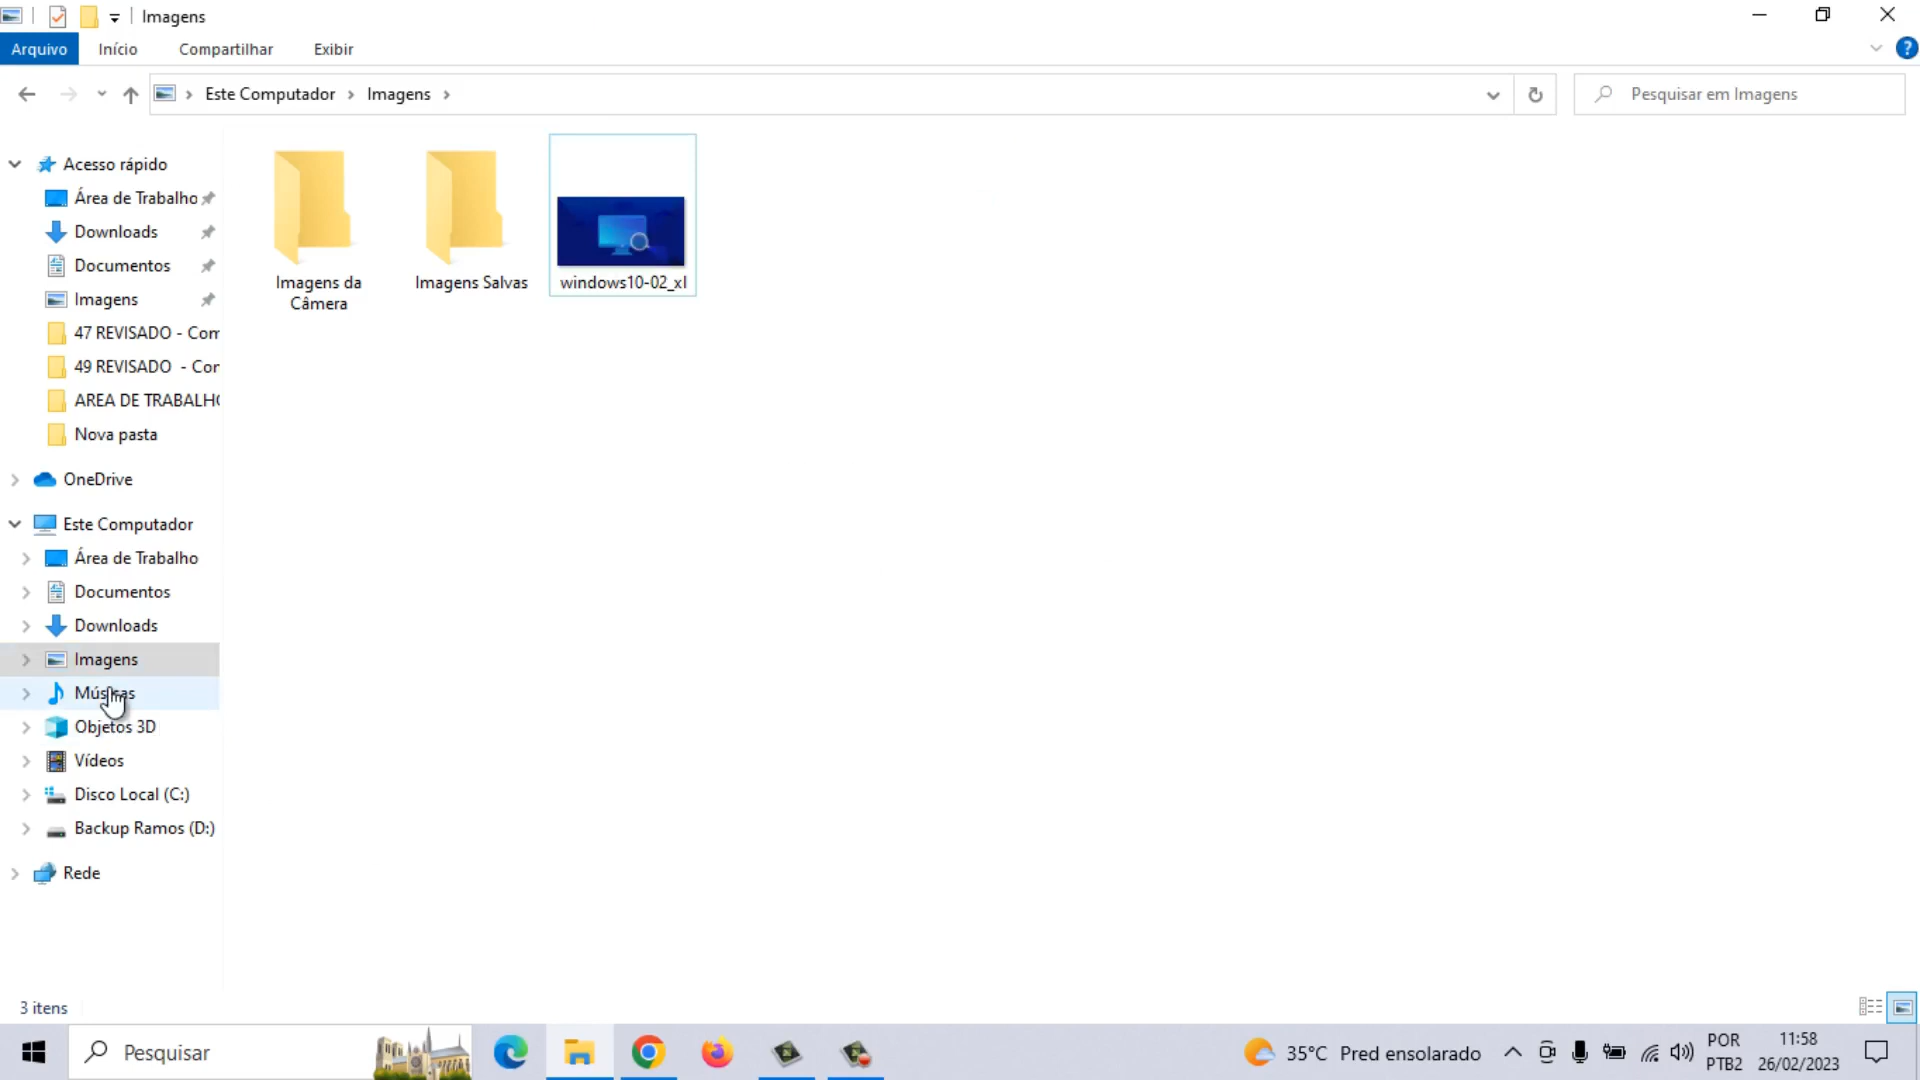 Imagens
Arquivo Início Compartilhar Exibir
Este Computador Imagens
Pesquisar em Imagens
Acesso rápido
Área de Trabalho
Downloads
Documentos
Imagens
47 REVISADO - Com
49 REVISADO - Cor
AREA DE TRABALHO
Nova pasta
OneDrive
Este Computador
Área de Trabalho
Documentos
Downloads
Imagens
Músicas
Objetos 3D
Vídeos
Disco Local (C:)
Backup Ramos (D:)
Rede
Imagens da
Câmera
Imagens Salvas
windows10-02_xl
3 itens
Pesquisar
35°C Pred ensolarado
POR
PTB2
11:58
26/02/2023